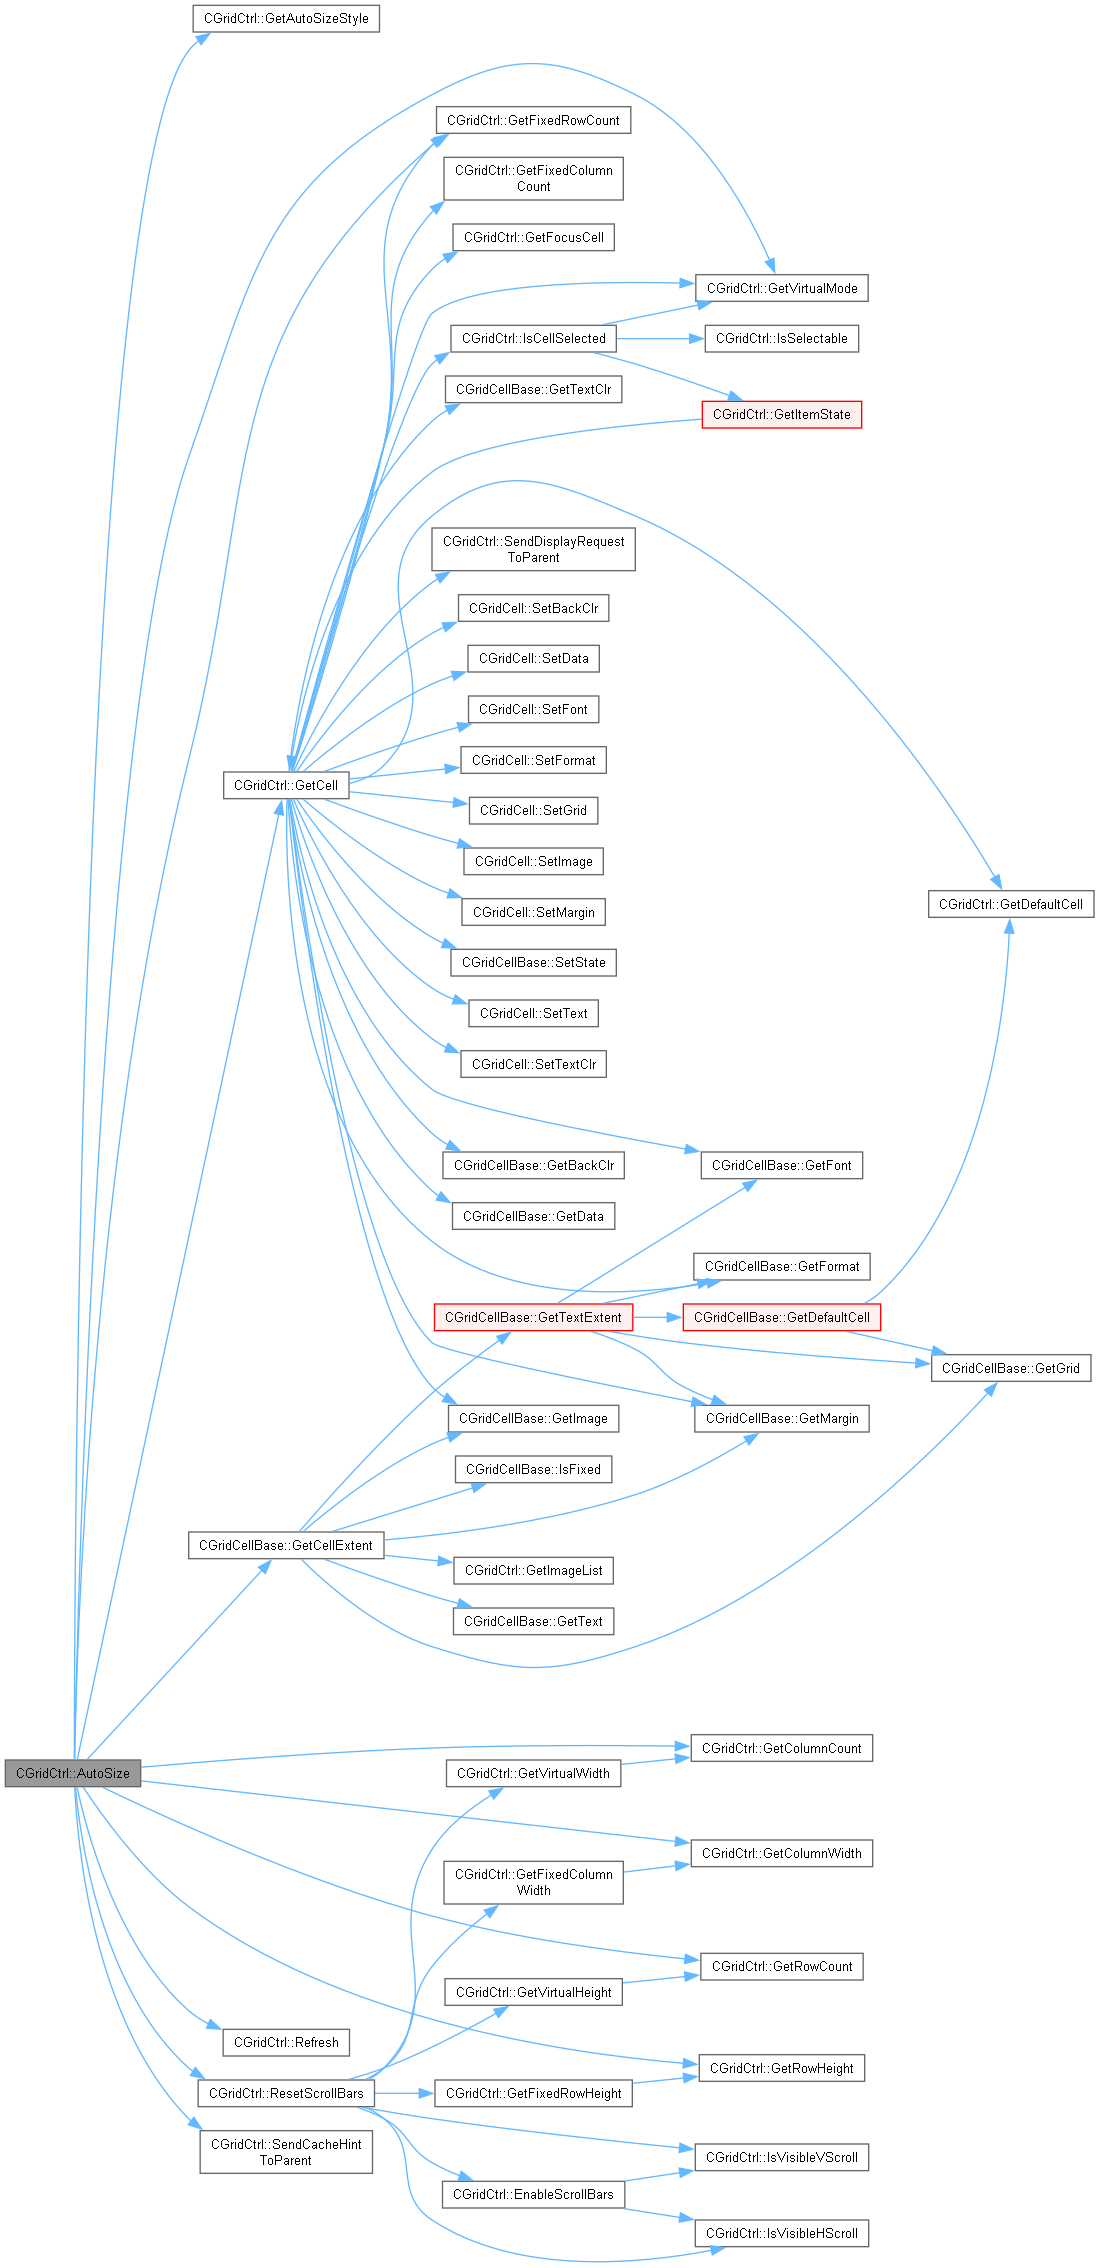 CGridCtrl::GetAutoSizeStyle
CGridCtrl::GetFixedRowCount
CGridCtrl::GetFixedColumn
Count
CGridCtrl::GetFocusCell
CGridCtrl::GetVirtualMode
CGridCtrl::IsCellSelected
CGridCtrl::IsSelectable
CGridCellBase::GetTextClr
CGridCtrl::GetItemState
CGridCtrl::SendDisplayRequest
ToParent
CGridCell::SetBackClr
CGridCell::SetData
CGridCell::SetFont
CGridCell::SetFormat
CGridCtrl::GetCell
CGridCell::SetGrid
CGridCell::SetImage
CGridCtrl::GetDefaultCell
CGridCell::SetMargin
CGridCellBase::SetState
CGridCell::SetText
CGridCell::SetTextClr
CGridCellBase::GetBackClr
CGridCellBase::GetFont
CGridCellBase::GetData
CGridCellBase::GetFormat
CGridCellBase::GetTextExtent
CGridCellBase::GetDefaultCell
CGridCellBase::GetGrid
CGridCellBase::GetImage
CGridCellBase::GetMargin
CGridCellBase::IsFixed
CGridCellBase::GetCellExtent
CGridCtrl::GetImageList
CGridCellBase::GetText
CGridCtrl::GetColumnCount
CGridCtrl::AutoSize
CGridCtrl::GetVirtualWidth
CGridCtrl::GetColumnWidth
CGridCtrl::GetFixedColumn
Width
CGridCtrl::GetRowCount
CGridCtrl::GetVirtualHeight
CGridCtrl::Refresh
CGridCtrl::GetRowHeight
CGridCtrl::ResetScrollBars
CGridCtrl::GetFixedRowHeight
CGridCtrl::SendCacheHint
ToParent
CGridCtrl::IsVisibleVScroll
CGridCtrl::EnableScrollBars
CGridCtrl::IsVisibleHScroll